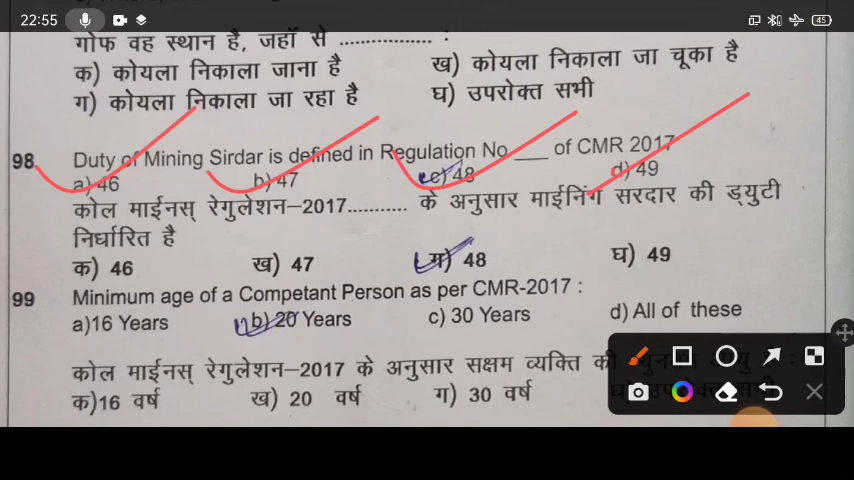 22:55
45
गोफ वह स्थान है, जहाँ से ................ :
क) कोयला निकाला जाना है ख) कोयला निकाला जा चूका है
ग) कोयला निकाला जा रहा है घ) उपरोक्त सभी
98 Duty of Mining Sirdar is defined in Regulation No ___ of CMR 2017
a) 46 b) 47 c) 48 d) 49
कोल माईनस् रेगुलेशन–2017.......... के अनुसार माईनिंग सरदार की ड्युटी
निर्धारित है
क) 46 ख) 47 ग) 48 घ) 49
99 Minimum age of a Competant Person as per CMR-2017 :
a)16 Years b) 20 Years c) 30 Years d) All of these
कोल माईनस् रेगुलेशन–2017 के अनुसार सक्षम व्यक्ति की
क)16 वर्ष ख) 20 वर्ष ग) 30 वर्ष